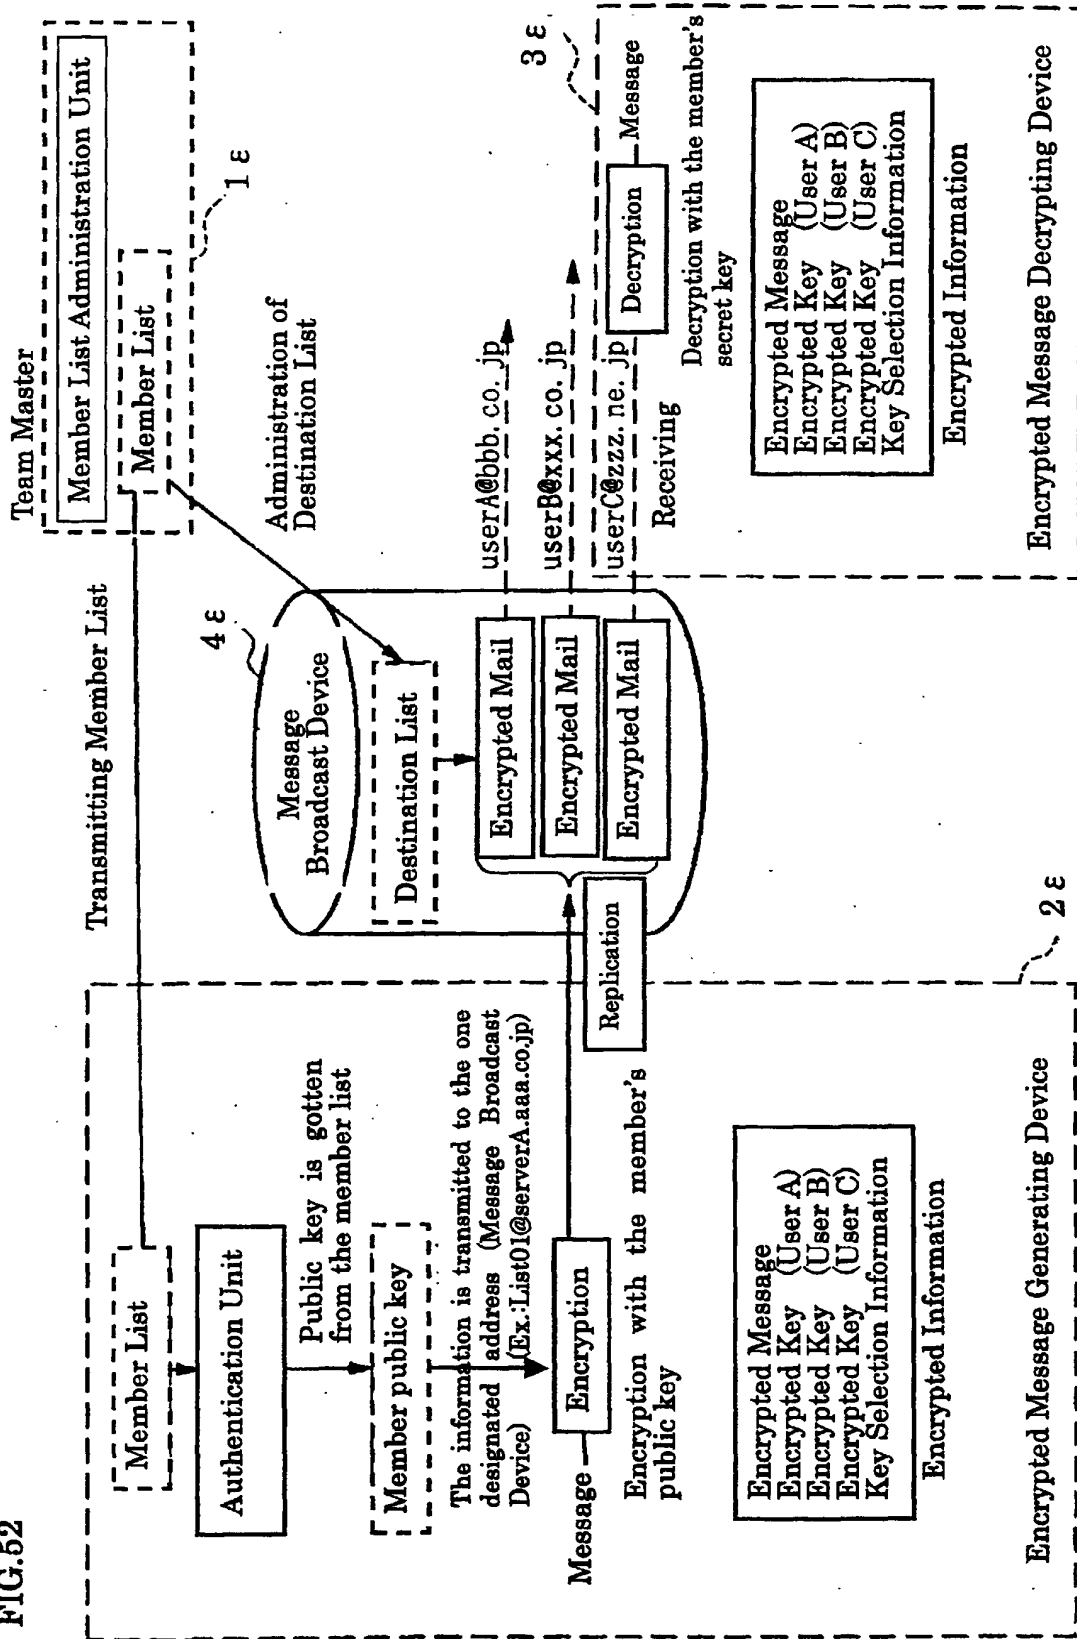 FIG.52
Team Master
Member List Administration Unit
Member List
1 ε
Transmitting Member List
Administration of
Destination List
4 ε
Message
Broadcast Device
Destination List
Encrypted Mail
Encrypted Mail
Encrypted Mail
Replication
userA@bbb.co.jp
userB@xxx.co.jp
userC@zzz.ne.jp
Receiving
3 ε
Decryption
Message
Decryption with the member's
secret key
Encrypted Message
Encrypted Key (User A)
Encrypted Key (User B)
Encrypted Key (User C)
Key Selection Information
Encrypted Information
Encrypted Message Decrypting Device
Member List
Authentication Unit
Public key is gotten
from the member list
Member public key
The information is transmitted to the one
designated address (Message Broadcast
Device) (Ex.:List01@serverA.aaa.co.jp)
Message
Encryption
Encryption with the member's
public key
2 ε
Encrypted Message
Encrypted Key (User A)
Encrypted Key (User B)
Encrypted Key (User C)
Key Selection Information
Encrypted Information
Encrypted Message Generating Device